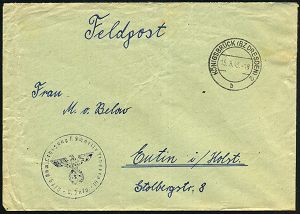 Feldpost
KÖNIGSBRÜCK (BZ DRESDEN)
b
Frau
M. v. Below
Eutin i/Holst.
Stolbergstr. 8